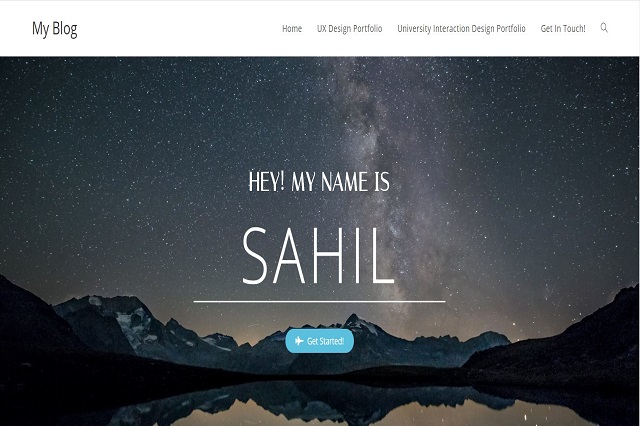 My Blog
Home UX Design Portfolio University Interaction Design Portfolio Get In Touch!
HEY! MY NAME IS
SAHIL
Get Started!